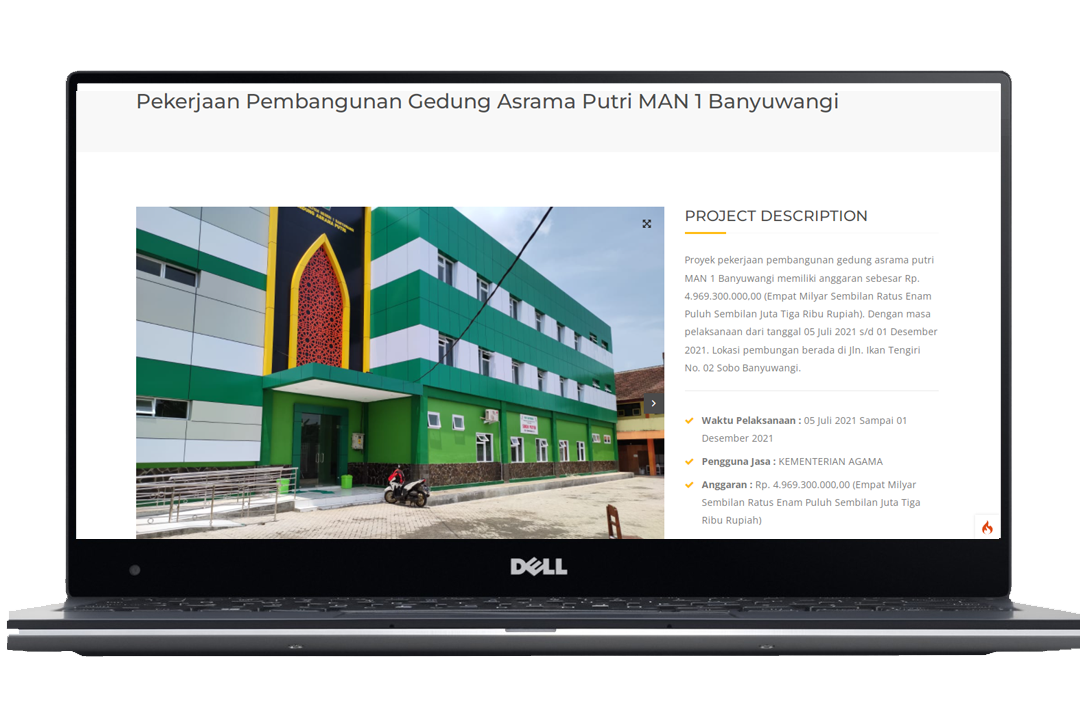 Pekerjaan Pembangunan Gedung Asrama Putri MAN 1 Banyuwangi
PROJECT DESCRIPTION
Proyek pekerjaan pembangunan gedung asrama putri
MAN 1 Banyuwangi memiliki anggaran sebesar Rp.
4.969.300.000.00 (Empat Milyar Sembilan Ratus Enam
Puluh Sembilan Juta Tiga Ribu Rupiah). Dengan masa
pelaksanaan dari tanggal 05 Juli 2021 s/d 01 Desember
2021. Lokasi pembungan berada di Jln. Ikan Tengiri
No. 02 Sobo Banyuwangi.
Waktu Pelaksanaan : 05 Juli 2021 Sampai 01
Desember 2021
Pengguna Jasa : KEMENTERIAN AGAMA
Anggaran : Rp. 4.969.300.000,00 (Empat Milyar
Sembilan Ratus Enam Puluh Sembilan Juta Tiga
Ribu Rupiah)
ASRAMA PUTRI
DELL